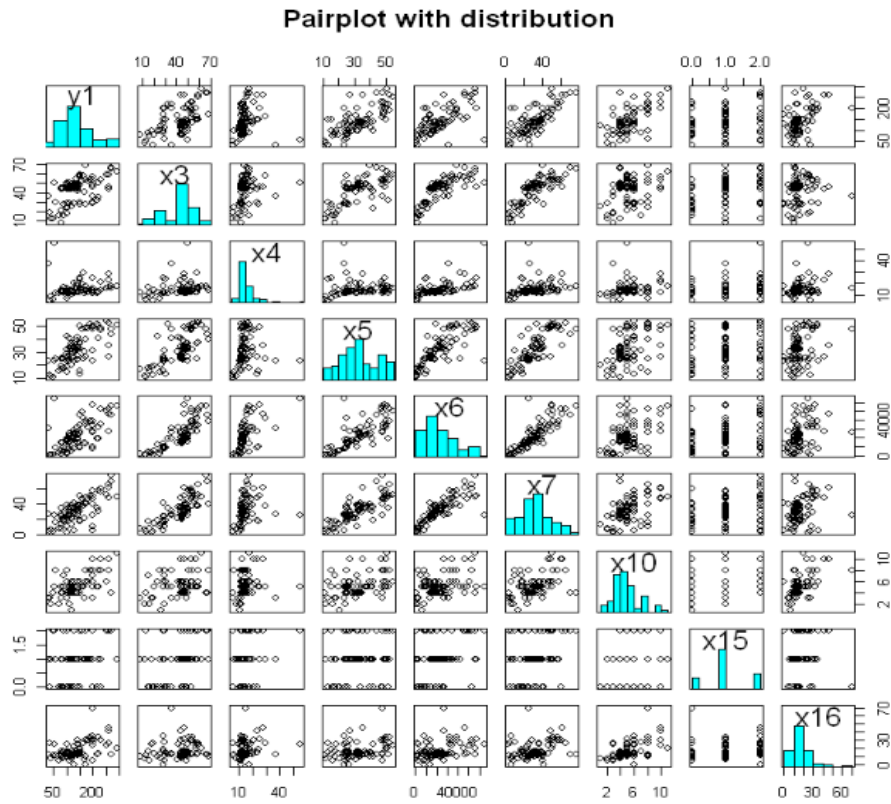 Pairplot with distribution
10 40 70
10 30 50
0 40
0.0 1.0 2.0
y1
50 200
10 40 70
x3
x4
10 40
10 30 50
x5
x6
0 40000
0 40
x7
x10
2 6 10
0.0 1.5
x15
x16
0 30 70
50 200
10 40
0 40000
2 6 10
0 30 60